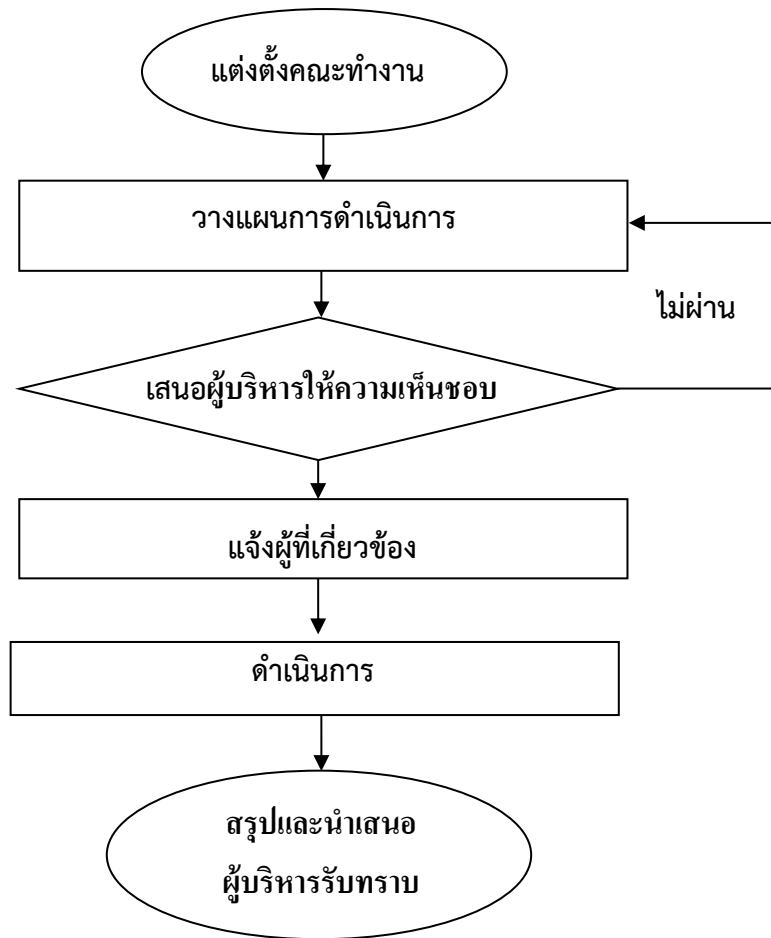 แต่งตั้งคณะทำงาน
วางแผนการดำเนินการ
ไม่ผ่าน
เสนอผู้บริหารให้ความเห็นชอบ
แจ้งผู้ที่เกี่ยวข้อง
ดำเนินการ
สรุปและนำเสนอ
ผู้บริหารรับทราบ